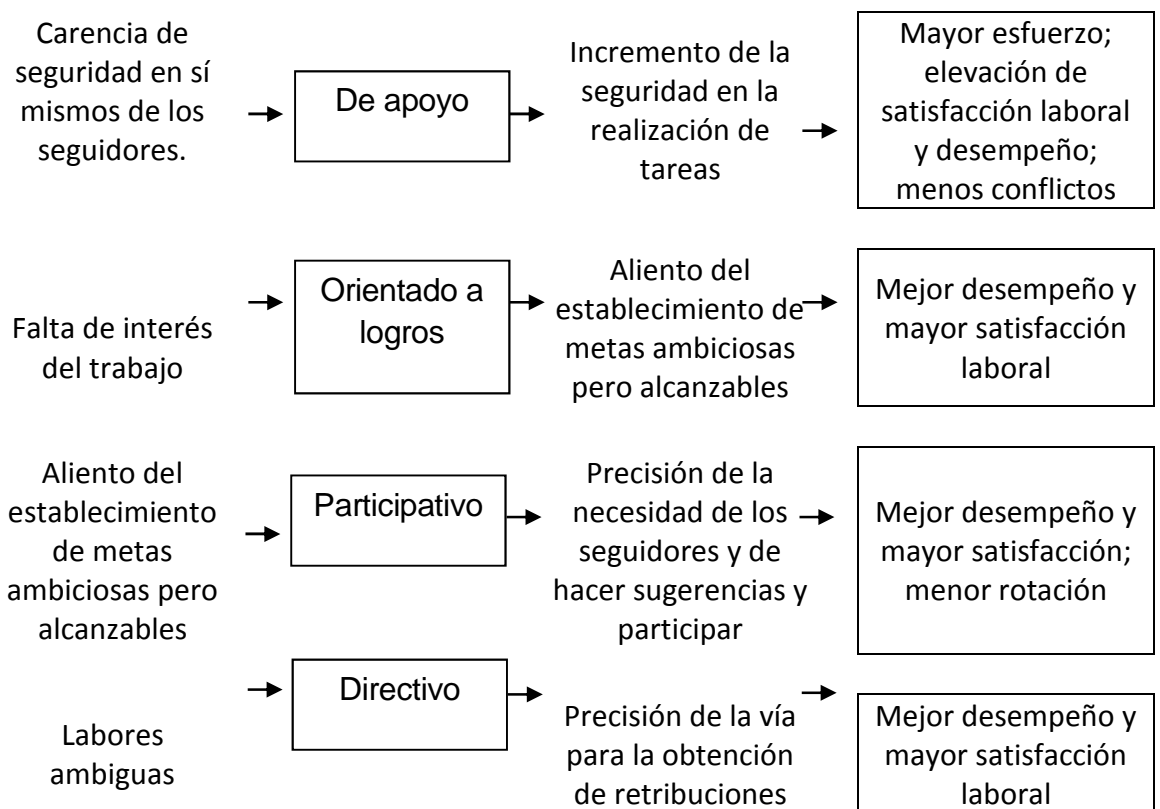 Carencia de
seguridad en sí
mismos de los
seguidores.
De apoyo
Incremento de la
seguridad en la
realización de
tareas
Mayor esfuerzo;
elevación de
satisfacción laboral
y desempeño;
menos conflictos
Falta de interés
del trabajo
Orientado a
logros
Aliento del
establecimiento de
metas ambiciosas
pero alcanzables
Mejor desempeño y
mayor satisfacción
laboral
Aliento del
establecimiento
de metas
ambiciosas pero
alcanzables
Participativo
Precisión de la
necesidad de los
seguidores y de
hacer sugerencias y
participar
Mejor desempeño y
mayor satisfacción;
menor rotación
Labores
ambiguas
Directivo
Precisión de la vía
para la obtención
de retribuciones
Mejor desempeño y
mayor satisfacción
laboral